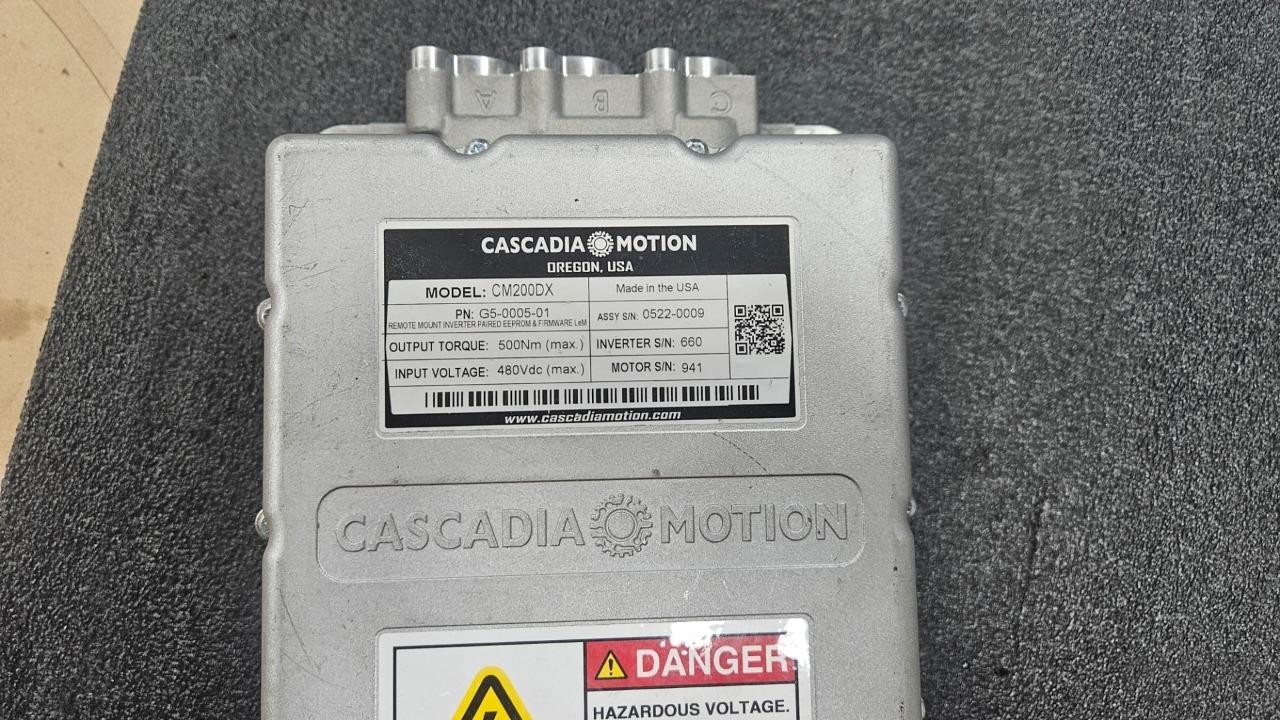 A B C
CASCADIA MOTION
OREGON, USA
MODEL: CM200DX
Made in the USA
PN: G5-0005-01
REMOTE MOUNT INVERTER PAIRED EEPROM & FIRMWARE LeM
ASSY S/N: 0522-0009
OUTPUT TORQUE: 500Nm (max.)
INVERTER S/N: 660
INPUT VOLTAGE: 480Vdc (max.)
MOTOR S/N: 941
www.cascadiamotion.com
CASCADIA MOTION
DANGER
HAZARDOUS VOLTAGE.